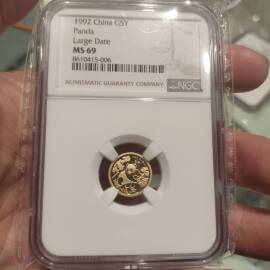 1992 China G5Y
Panda
Large Date
MS 69
8610415-006
NUMISMATIC GUARANTY COMPANY
NGC